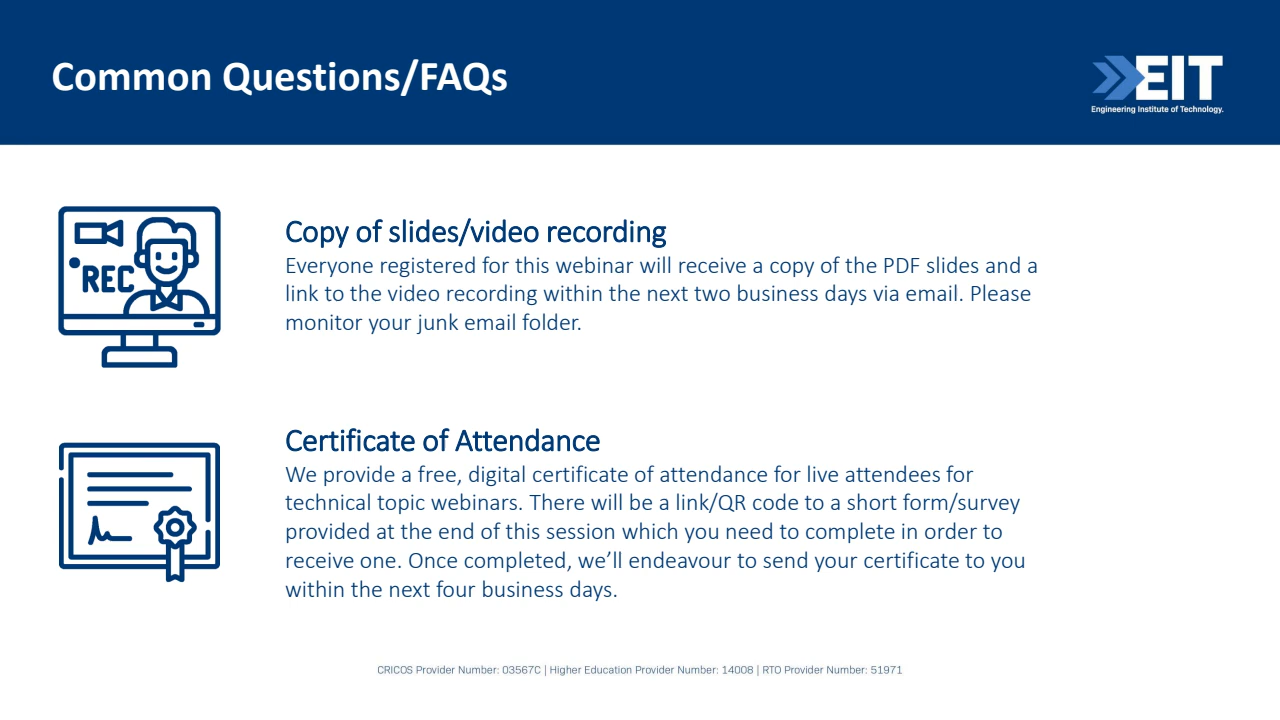 Common Questions/FAQs
EIT
Engineering Institute of Technology.
REC
Copy of slides/video recording
Everyone registered for this webinar will receive a copy of the PDF slides and a
link to the video recording within the next two business days via email. Please
monitor your junk email folder.
Certificate of Attendance
We provide a free, digital certificate of attendance for live attendees for
technical topic webinars. There will be a link/QR code to a short form/survey
provided at the end of this session which you need to complete in order to
receive one. Once completed, we’ll endeavour to send your certificate to you
within the next four business days.
CRICOS Provider Number: 03567C | Higher Education Provider Number: 14008 | RTO Provider Number: 51971